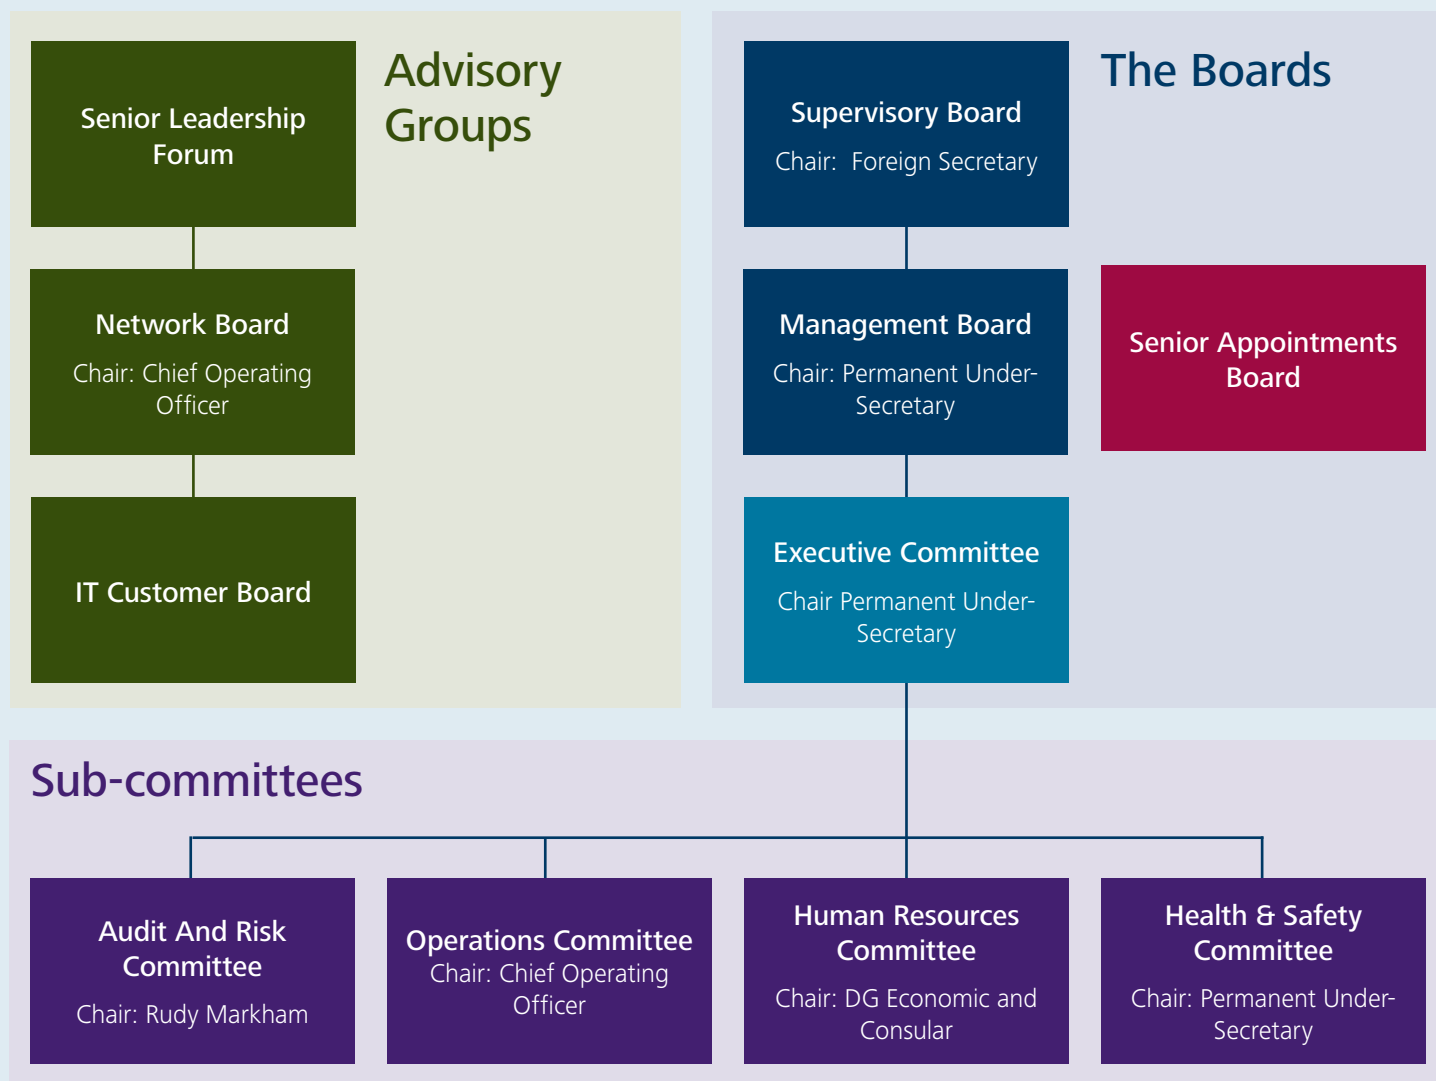 Advisory
Groups
Senior Leadership
Forum
Network Board
Chair: Chief Operating
Officer
IT Customer Board
The Boards
Supervisory Board
Chair:  Foreign Secretary
Management Board
Chair: Permanent Under-
Secretary
Senior Appointments
Board
Executive Committee
Chair Permanent Under-
Secretary
Sub-committees
Audit And Risk
Committee
Chair: Rudy Markham
Operations Committee
Chair: Chief Operating
Officer
Human Resources
Committee
Chair: DG Economic and
Consular
Health & Safety
Committee
Chair: Permanent Under-
Secretary